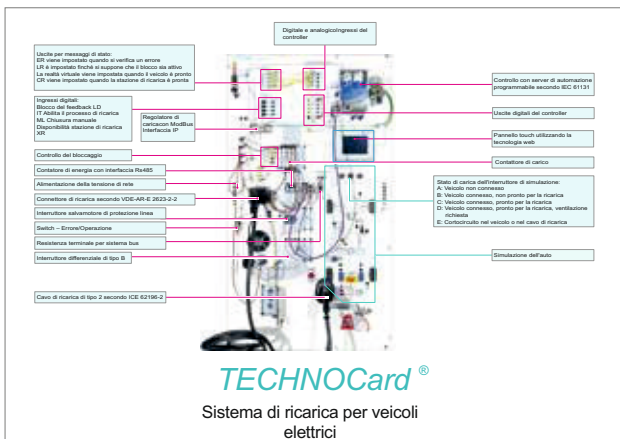 Digitale e analogicoIngressi del
controller
Uscite per messaggi di stato:
ER viene impostato quando si verifica un errore
LR è impostato finché si suppone che il blocco sia attivo
La realtà virtuale viene impostata quando il veicolo è pronto
CR viene impostato quando la stazione di ricarica è pronta
Ingressi digitali:
Blocco del feedback LD
IT Abilita il processo di ricarica
ML Chiusura manuale
Disponibilità stazione di ricarica
XR
Regolatore di
caricacon ModBus
Interfaccia IP
Controllo del bloccaggio
Contatore di energia con interfaccia Rx485
Alimentazione della tensione di rete
Connettore di ricarica secondo VDE-AR-E 2623-2-2
Interruttore salvamotore di protezione linea
Switch – Errore/Operazione
Resistenza terminale per sistema bus
Interruttore differenziale di tipo B
Cavo di ricarica di tipo 2 secondo ICE 62196-2
Controllo con server di automazione
programmabile secondo IEC 61131
Uscite digitali del controller
Pannello touch utilizzando la
tecnologia web
Contattore di carico
Stato di carica dell'interruttore di simulazione:
A: Veicolo non connesso
B: Veicolo connesso, non pronto per la ricarica
C: Veicolo connesso, pronto per la ricarica
D: Veicolo connesso, pronto per la ricarica, ventilazione
richiesta
E: Cortocircuito nel veicolo o nel cavo di ricarica
Simulazione dell'auto
TECHNOCard ®
Sistema di ricarica per veicoli
elettrici